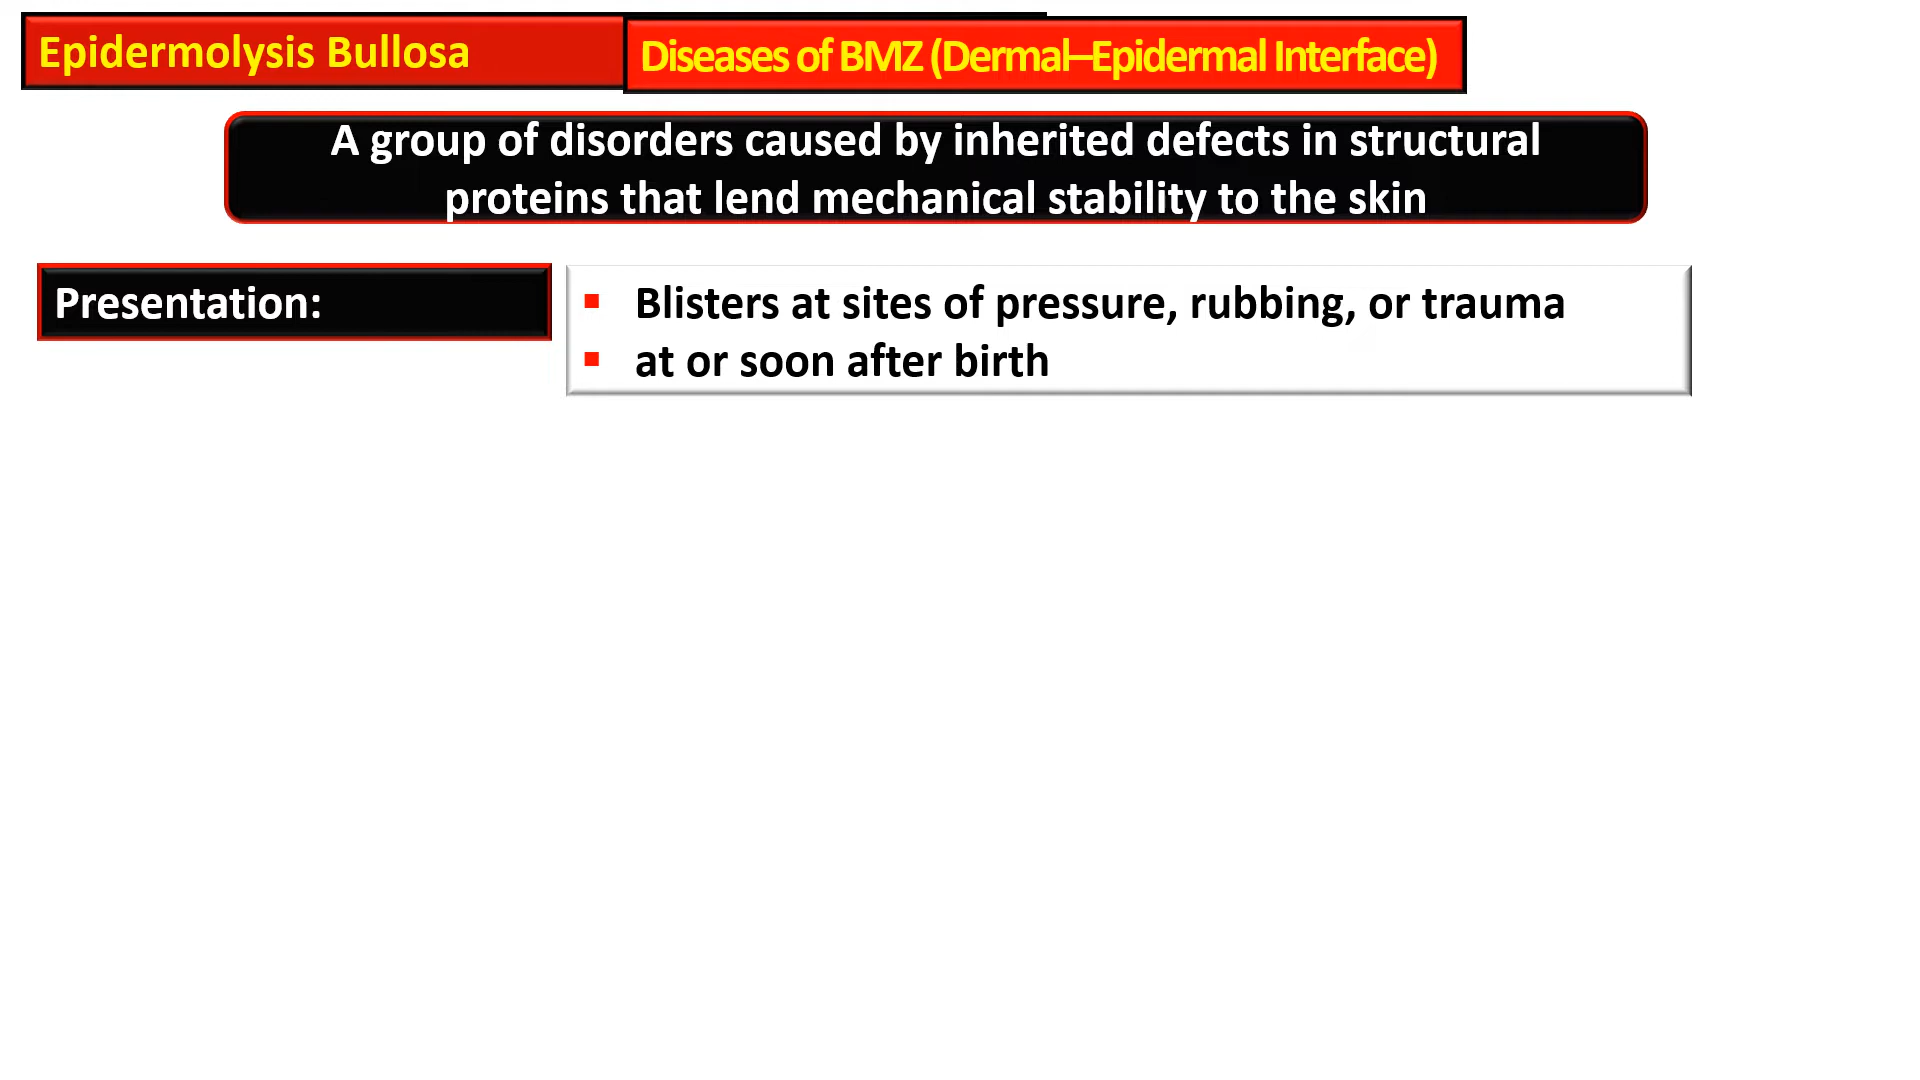 Epidermolysis Bullosa
Diseases of BMZ (Dermal–Epidermal Interface)
A group of disorders caused by inherited defects in structural
proteins that lend mechanical stability to the skin
Presentation:
▪ Blisters at sites of pressure, rubbing, or trauma
▪ at or soon after birth